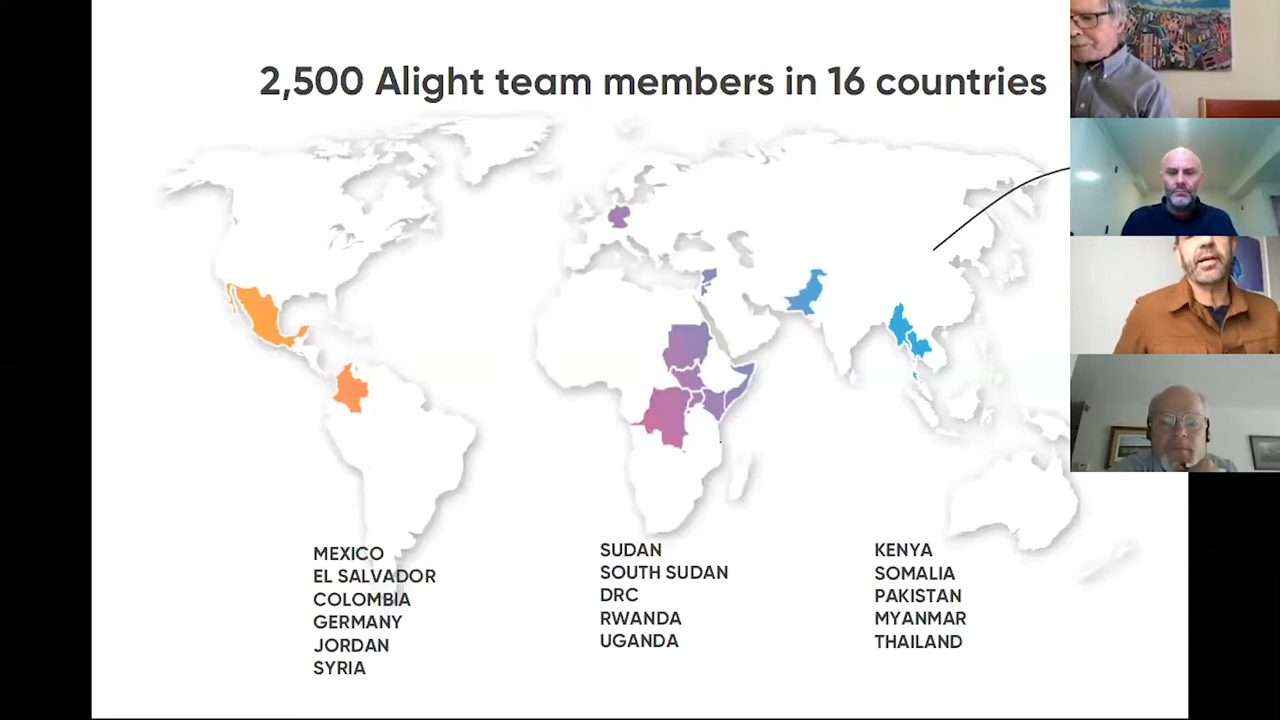 2,500 Alight team members in 16 countries
MEXICO
EL SALVADOR
COLOMBIA
GERMANY
JORDAN
SYRIA
SUDAN
SOUTH SUDAN
DRC
RWANDA
UGANDA
KENYA
SOMALIA
PAKISTAN
MYANMAR
THAILAND